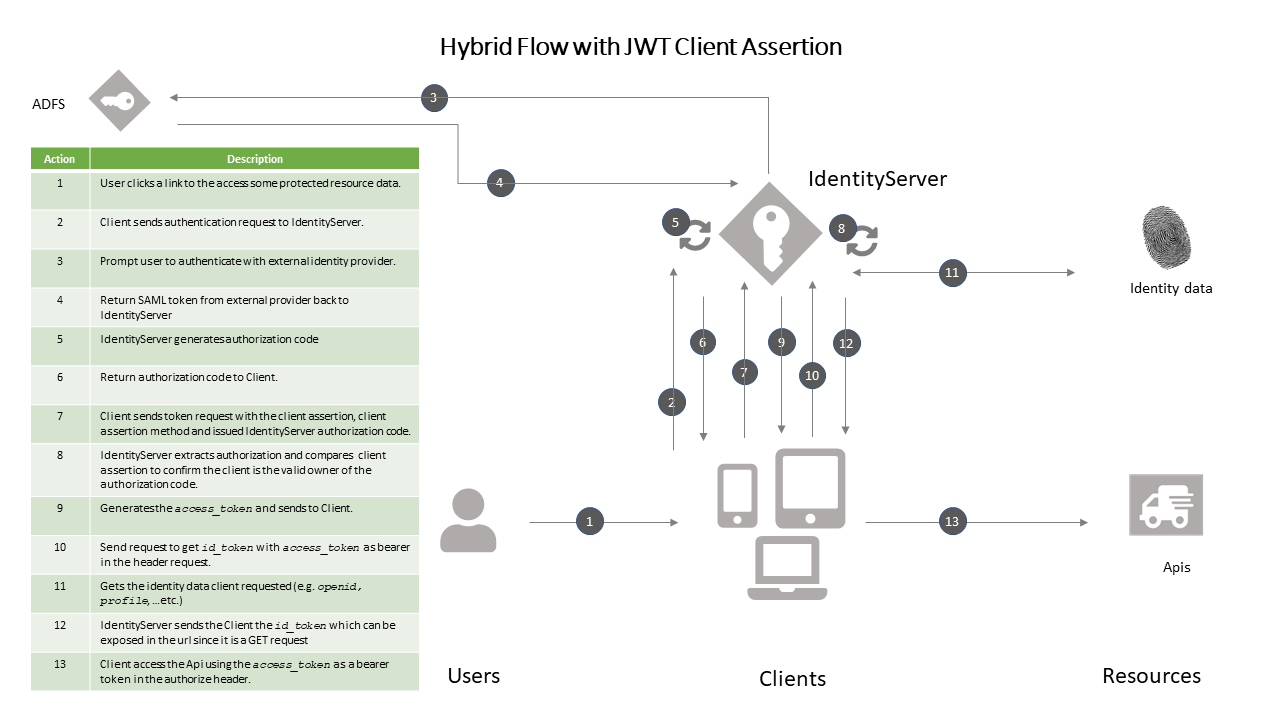 Hybrid Flow with JWT Client Assertion
ADFS
3
4
IdentityServer
5
8
11
Identity data
6
9
12
7
10
2
1
13
Apis
Users
Clients
Resources
Action Description
1 User clicks a link to the access some protected resource data.
2 Client sends authentication request to IdentityServer.
3 Prompt user to authenticate with external identity provider.
4 Return SAML token from external provider back to
IdentityServer
5 IdentityServer generates authorization code
6 Return authorization code to Client.
7 Client sends token request with the client assertion, client
assertion method and issued IdentityServer authorization code.
8 IdentityServer extracts authorization and compares client
assertion to confirm the client is the valid owner of the
authorization code.
9 Generates the access_token and sends to Client.
10 Send request to get id_token with access_token as bearer
in the header request.
11 Gets the identity data client requested (e.g. openid,
profile, …etc.)
12 IdentityServer sends the Client the id_token which can be
exposed in the url since it is a GET request
13 Client access the Api using the access_token as a bearer
token in the authorize header.